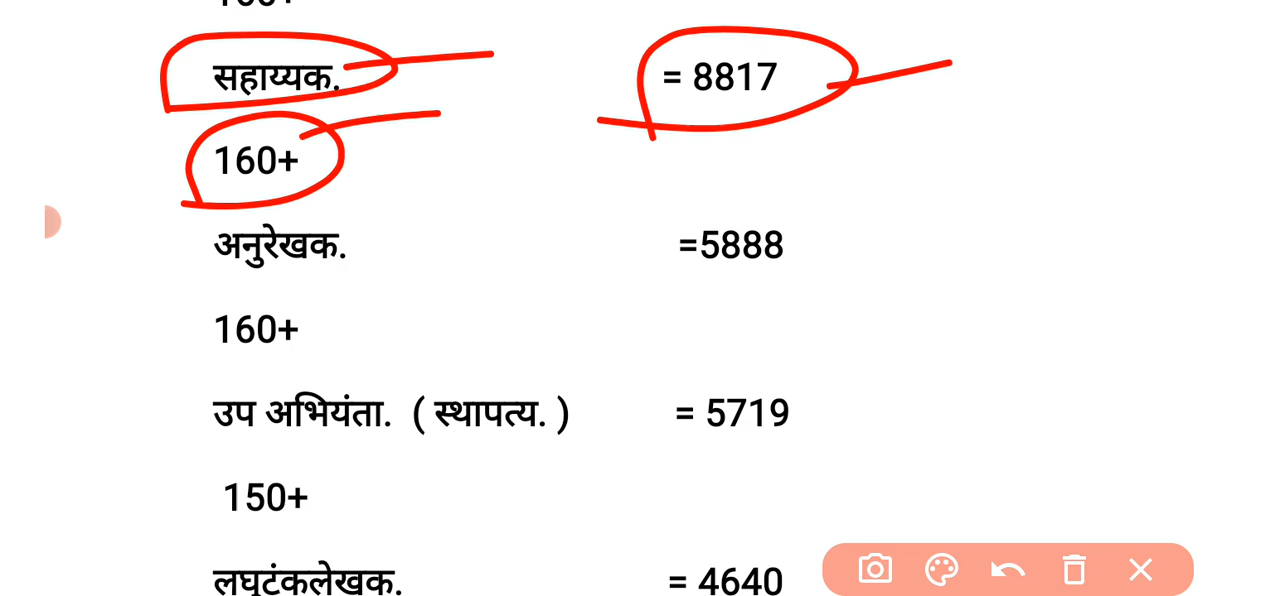 सहाय्यक. = 8817
160+
अनुरेखक. =5888
160+
उप अभियंता. ( स्थापत्य. ) = 5719
150+
लघुटंकलेखक. = 4640